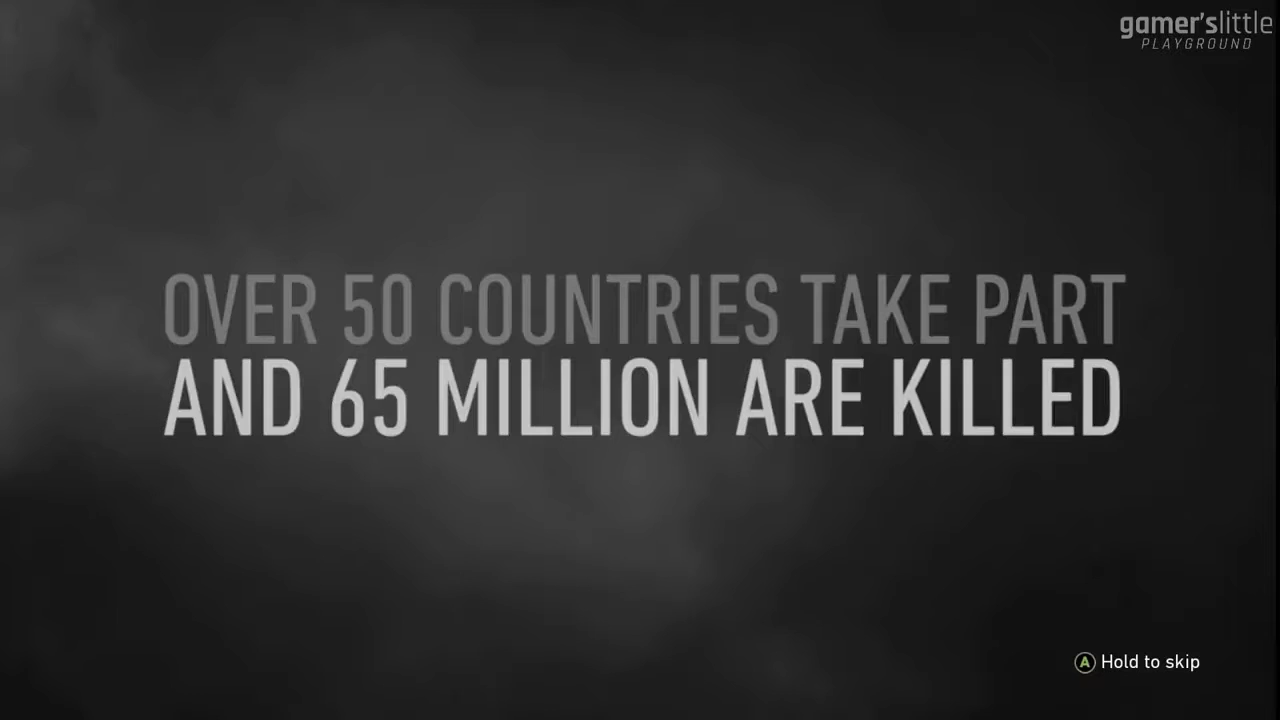 gamer'slittle
PLAYGROUND
OVER 50 COUNTRIES TAKE PART
AND 65 MILLION ARE KILLED
A Hold to skip